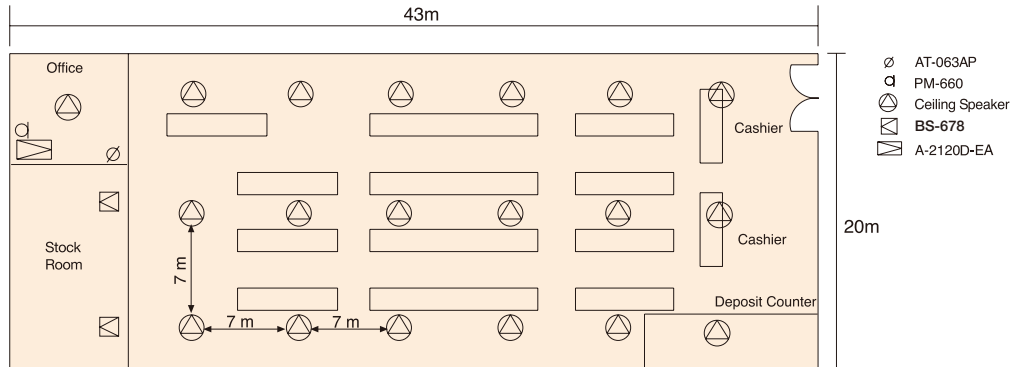 43m
Office
AT-063AP
PM-660
Ceiling Speaker
BS-678
A-2120D-EA
Cashier
20m
Stock
Room
Cashier
7 m
Deposit Counter
7 m
7 m